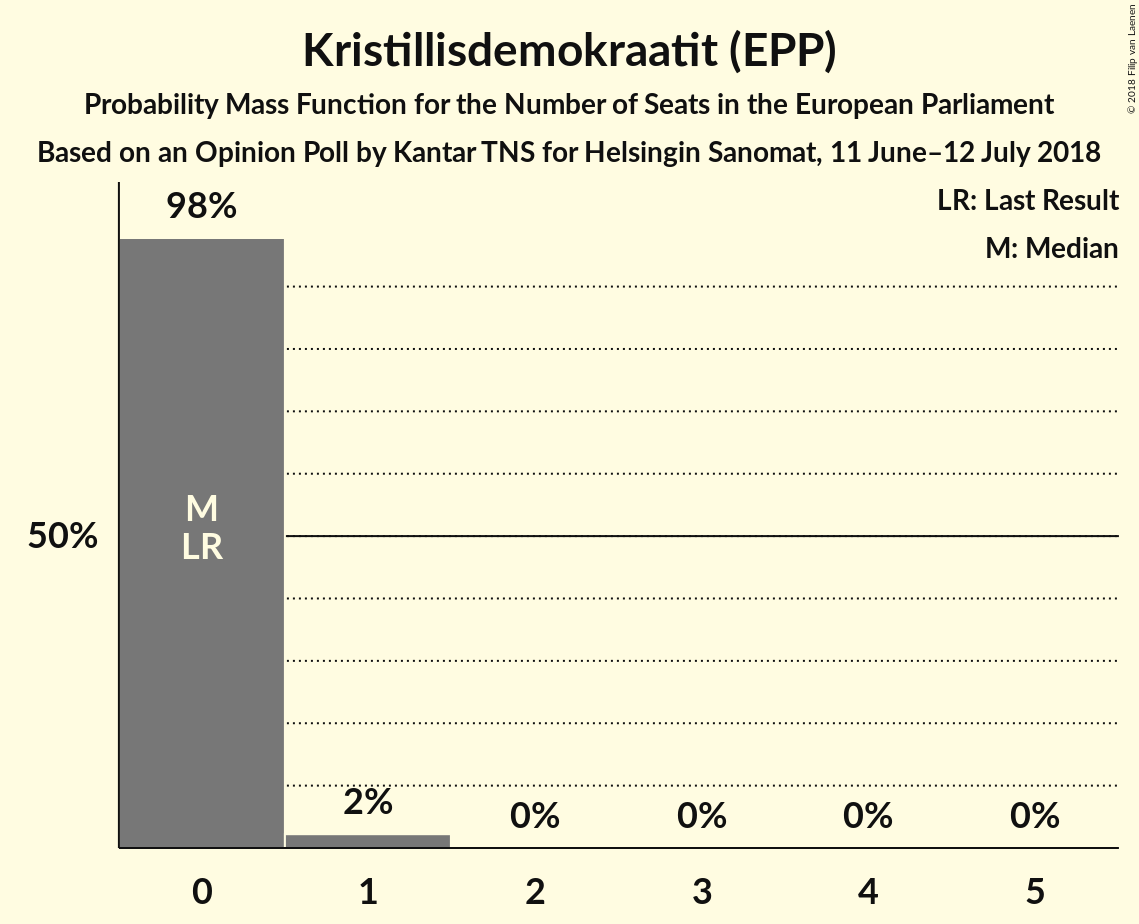 Kristillisdemokraatit (EPP)
Probability Mass Function for the Number of Seats in the European Parliament
Based on an Opinion Poll by Kantar TNS for Helsingin Sanomat, 11 June–12 July 2018
© 2018 Filip van Laenen
LR: Last Result
M: Median
98%
M
LR
50%
2%
0%
0%
0%
0%
0
1
2
3
4
5